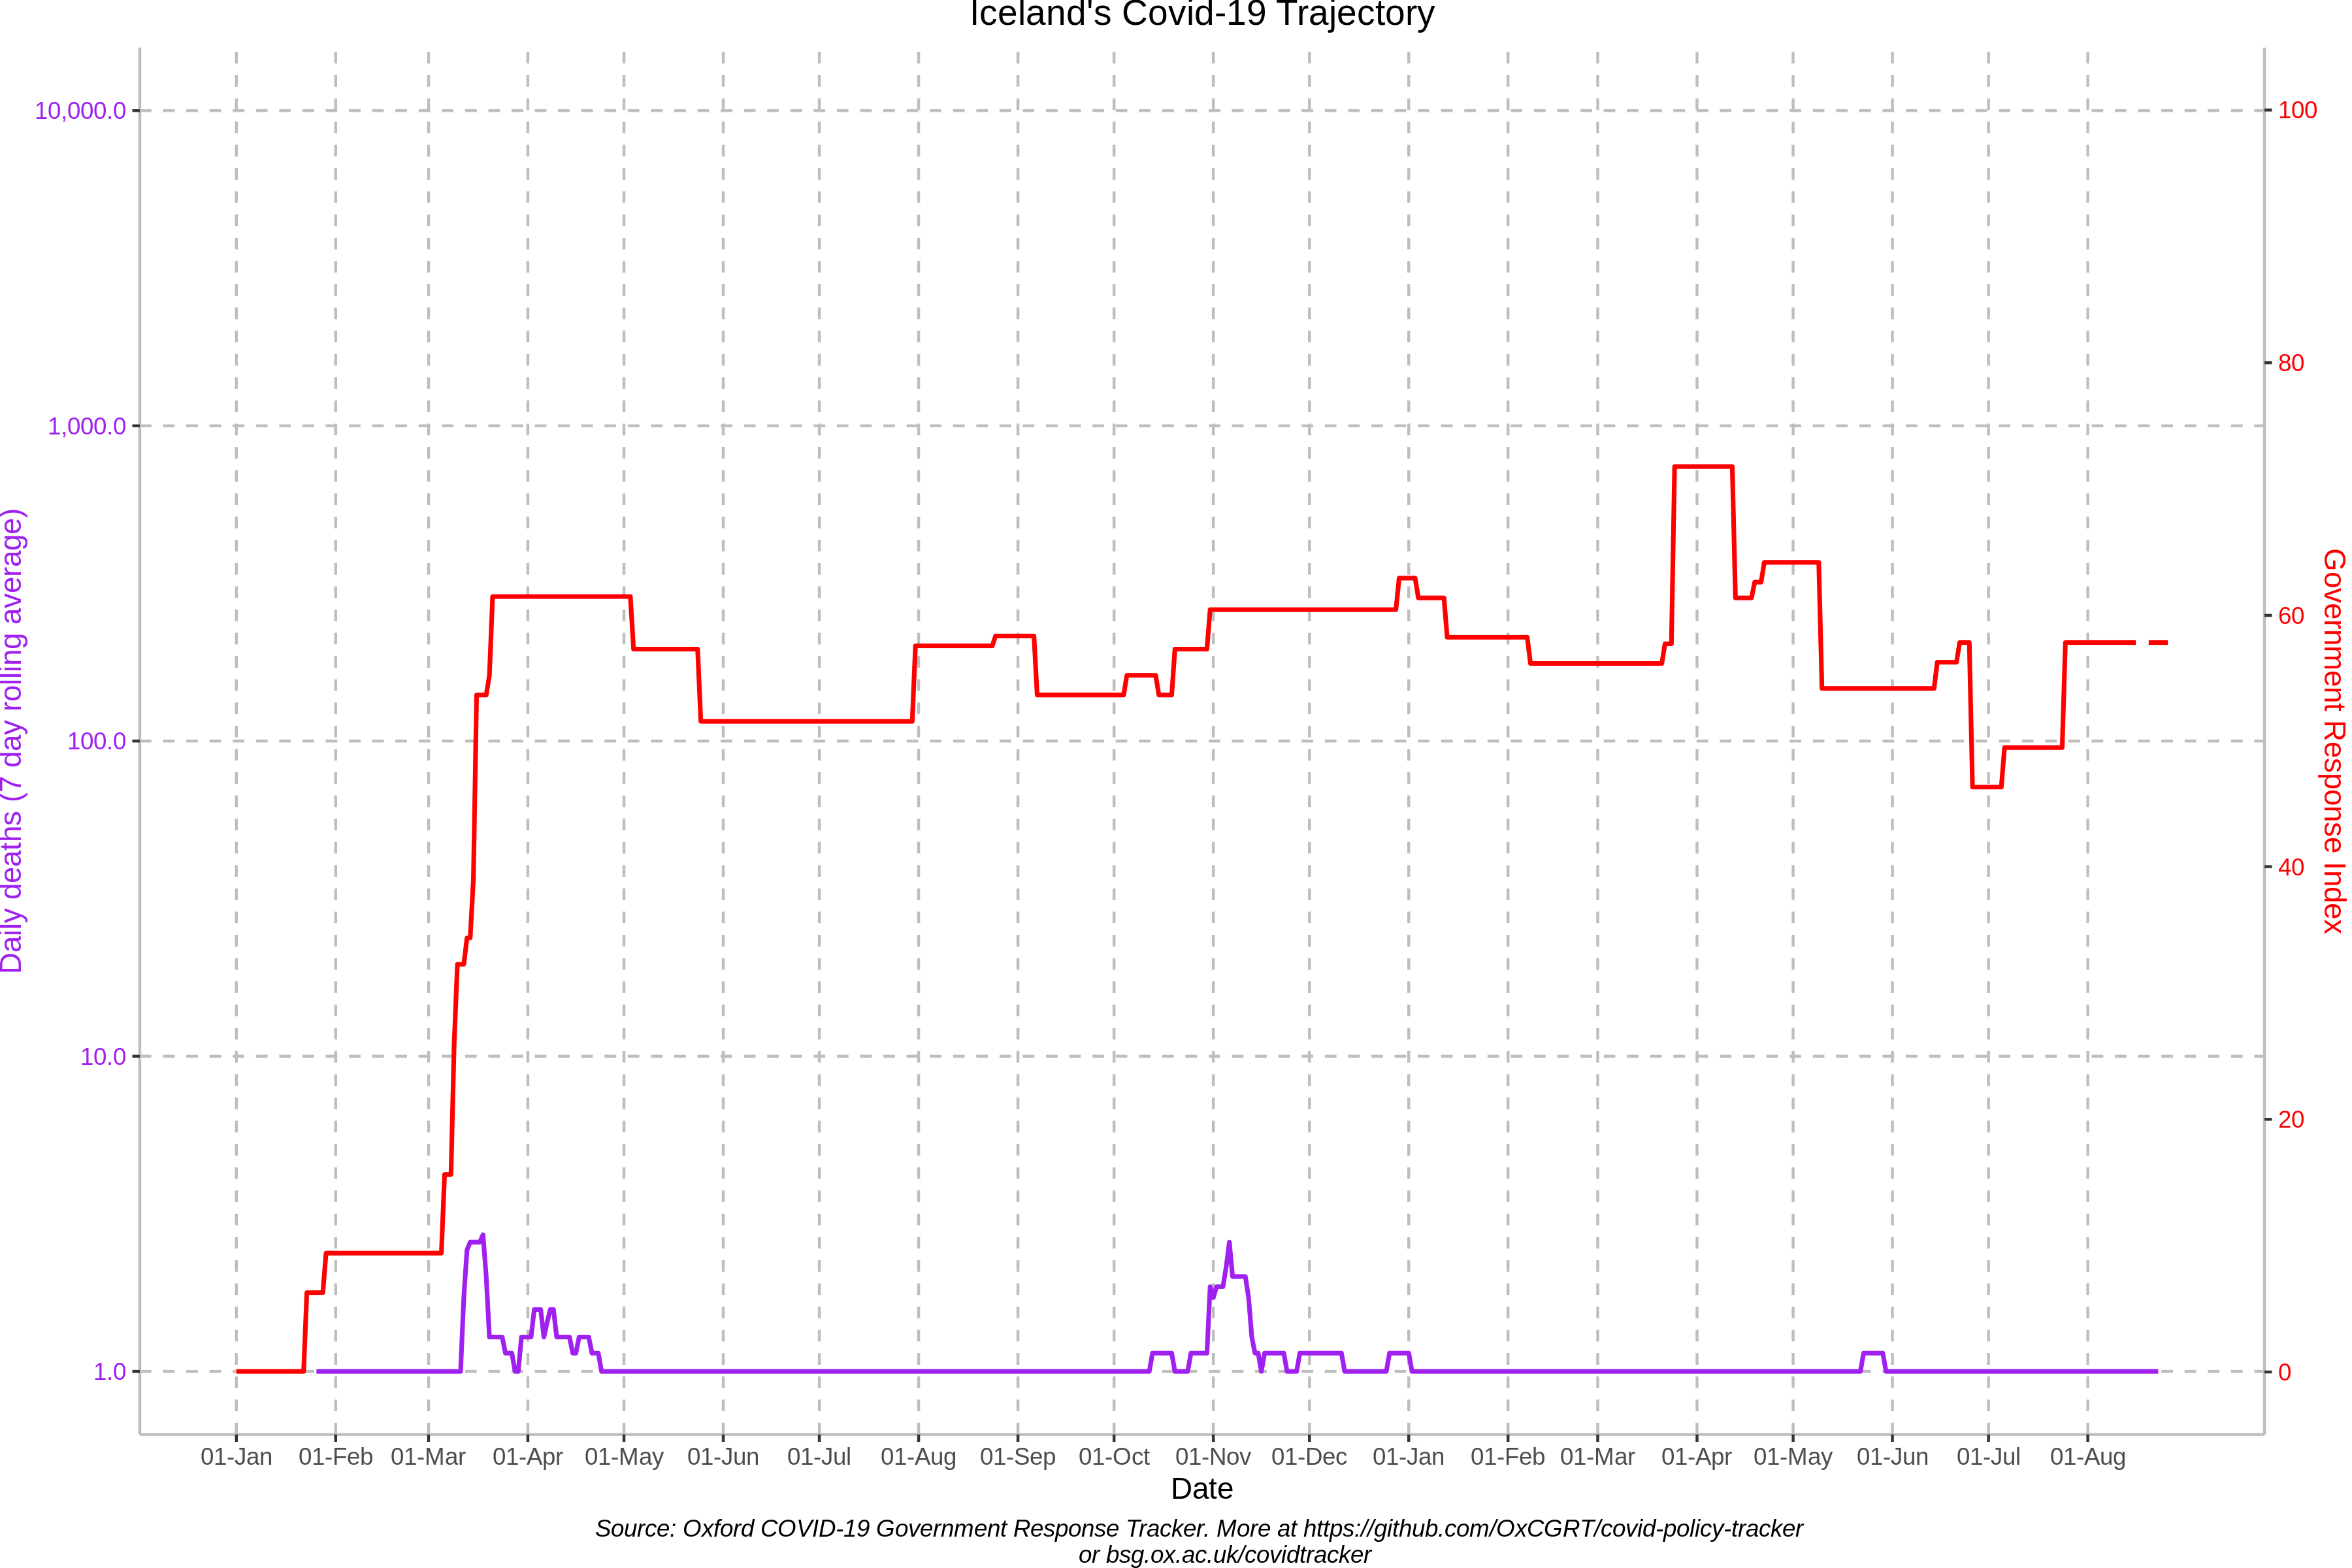 Iceland's Covid-19 Trajectory
10,000.0
1,000.0
100.0
10.0
1.0
Daily deaths (7 day rolling average)
100
80
60
40
20
0
Government Response Index
01-Jan 01-Feb 01-Mar 01-Apr 01-May 01-Jun 01-Jul 01-Aug 01-Sep 01-Oct 01-Nov 01-Dec 01-Jan 01-Feb 01-Mar 01-Apr 01-May 01-Jun 01-Jul 01-Aug
Date
Source: Oxford COVID-19 Government Response Tracker. More at https://github.com/OxCGRT/covid-policy-tracker
or bsg.ox.ac.uk/covidtracker